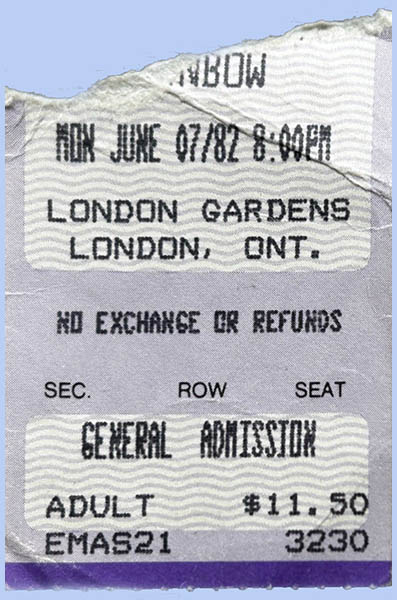 NBOW
MON JUNE 07/82 8:00PM
LONDON GARDENS
LONDON, ONT.
NO EXCHANGE OR REFUNDS
SEC. ROW SEAT
GENERAL ADMISSION
ADULT $11.50
EMAS21 3230